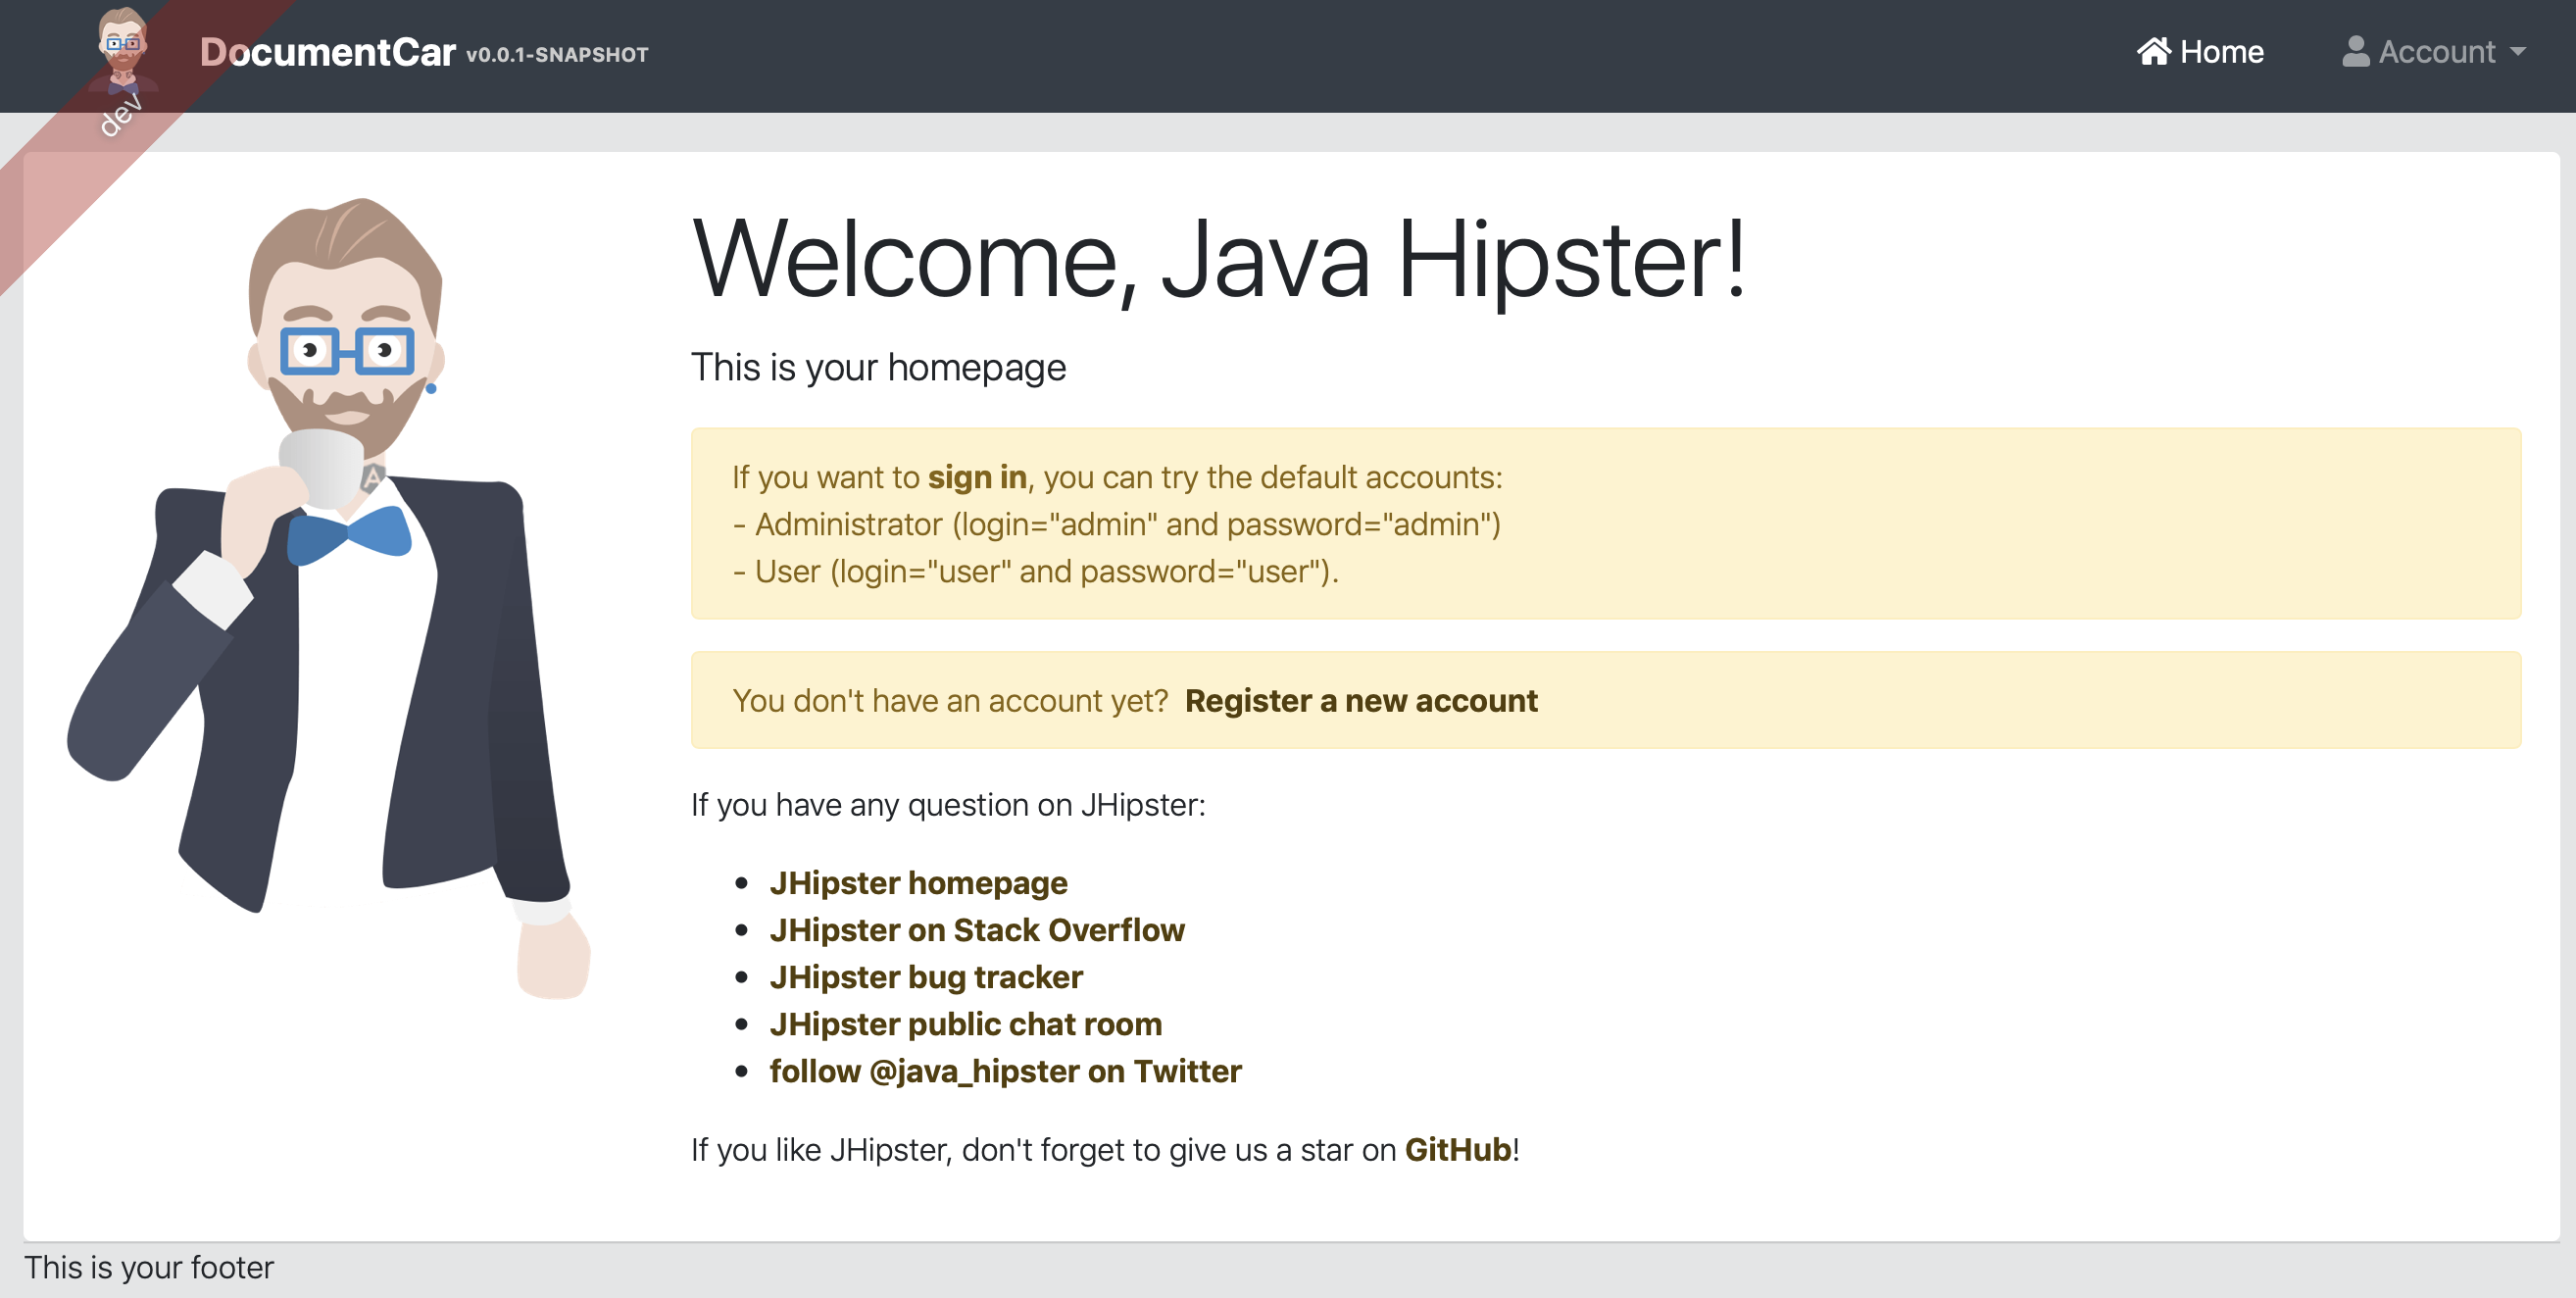 DocumentCar v0.0.1-SNAPSHOT
Home
Account
dev
Welcome, Java Hipster!
This is your homepage
If you want to sign in, you can try the default accounts:
- Administrator (login="admin" and password="admin")
- User (login="user" and password="user").
You don't have an account yet? Register a new account
If you have any question on JHipster:
• JHipster homepage
• JHipster on Stack Overflow
• JHipster bug tracker
• JHipster public chat room
• follow @java_hipster on Twitter
If you like JHipster, don't forget to give us a star on GitHub!
This is your footer
A